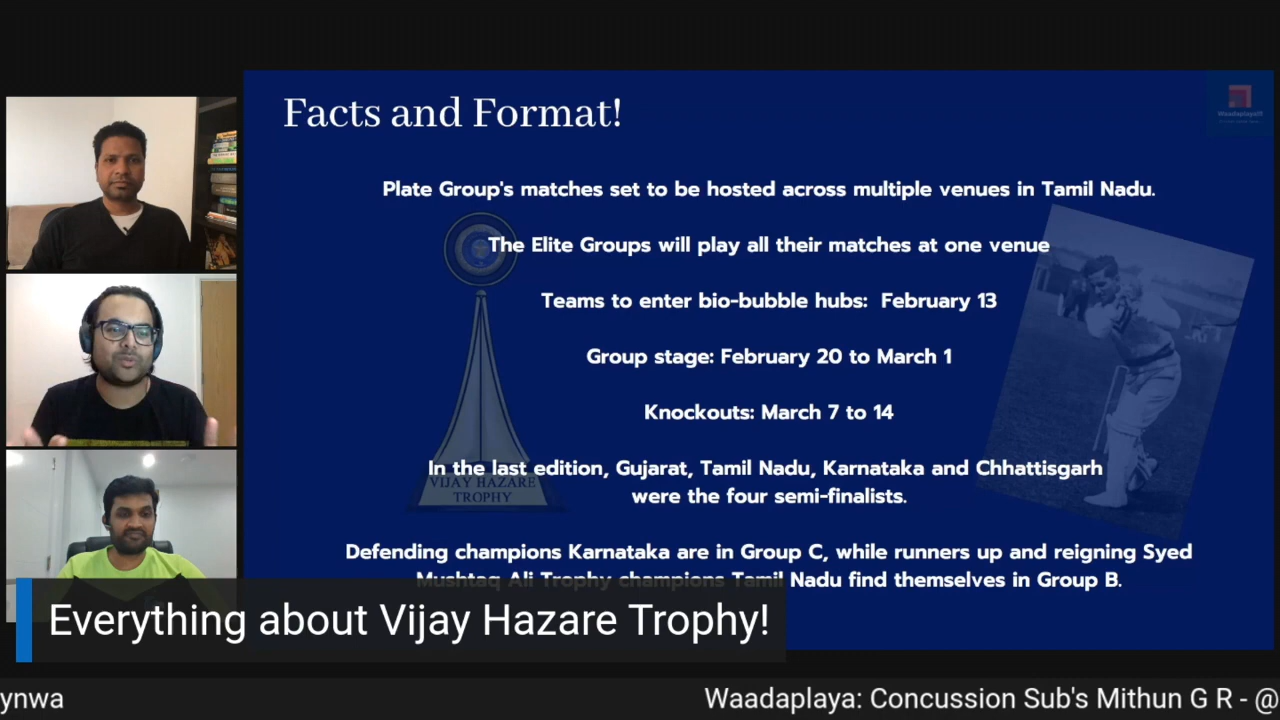 Facts and Format!
Waadaplaya!!!
Plate Group's matches set to be hosted across multiple venues in Tamil Nadu.
The Elite Groups will play all their matches at one venue
Teams to enter bio-bubble hubs: February 13
Group stage: February 20 to March 1
Knockouts: March 7 to 14
In the last edition, Gujarat, Tamil Nadu, Karnataka and Chhattisgarh
were the four semi-finalists.
VIJAY HAZARE
TROPHY
Defending champions Karnataka are in Group C, while runners up and reigning Syed
Mushtaq Ali Trophy champions Tamil Nadu find themselves in Group B.
Everything about Vijay Hazare Trophy!
ynwa
Waadaplaya: Concussion Sub's Mithun G R - @